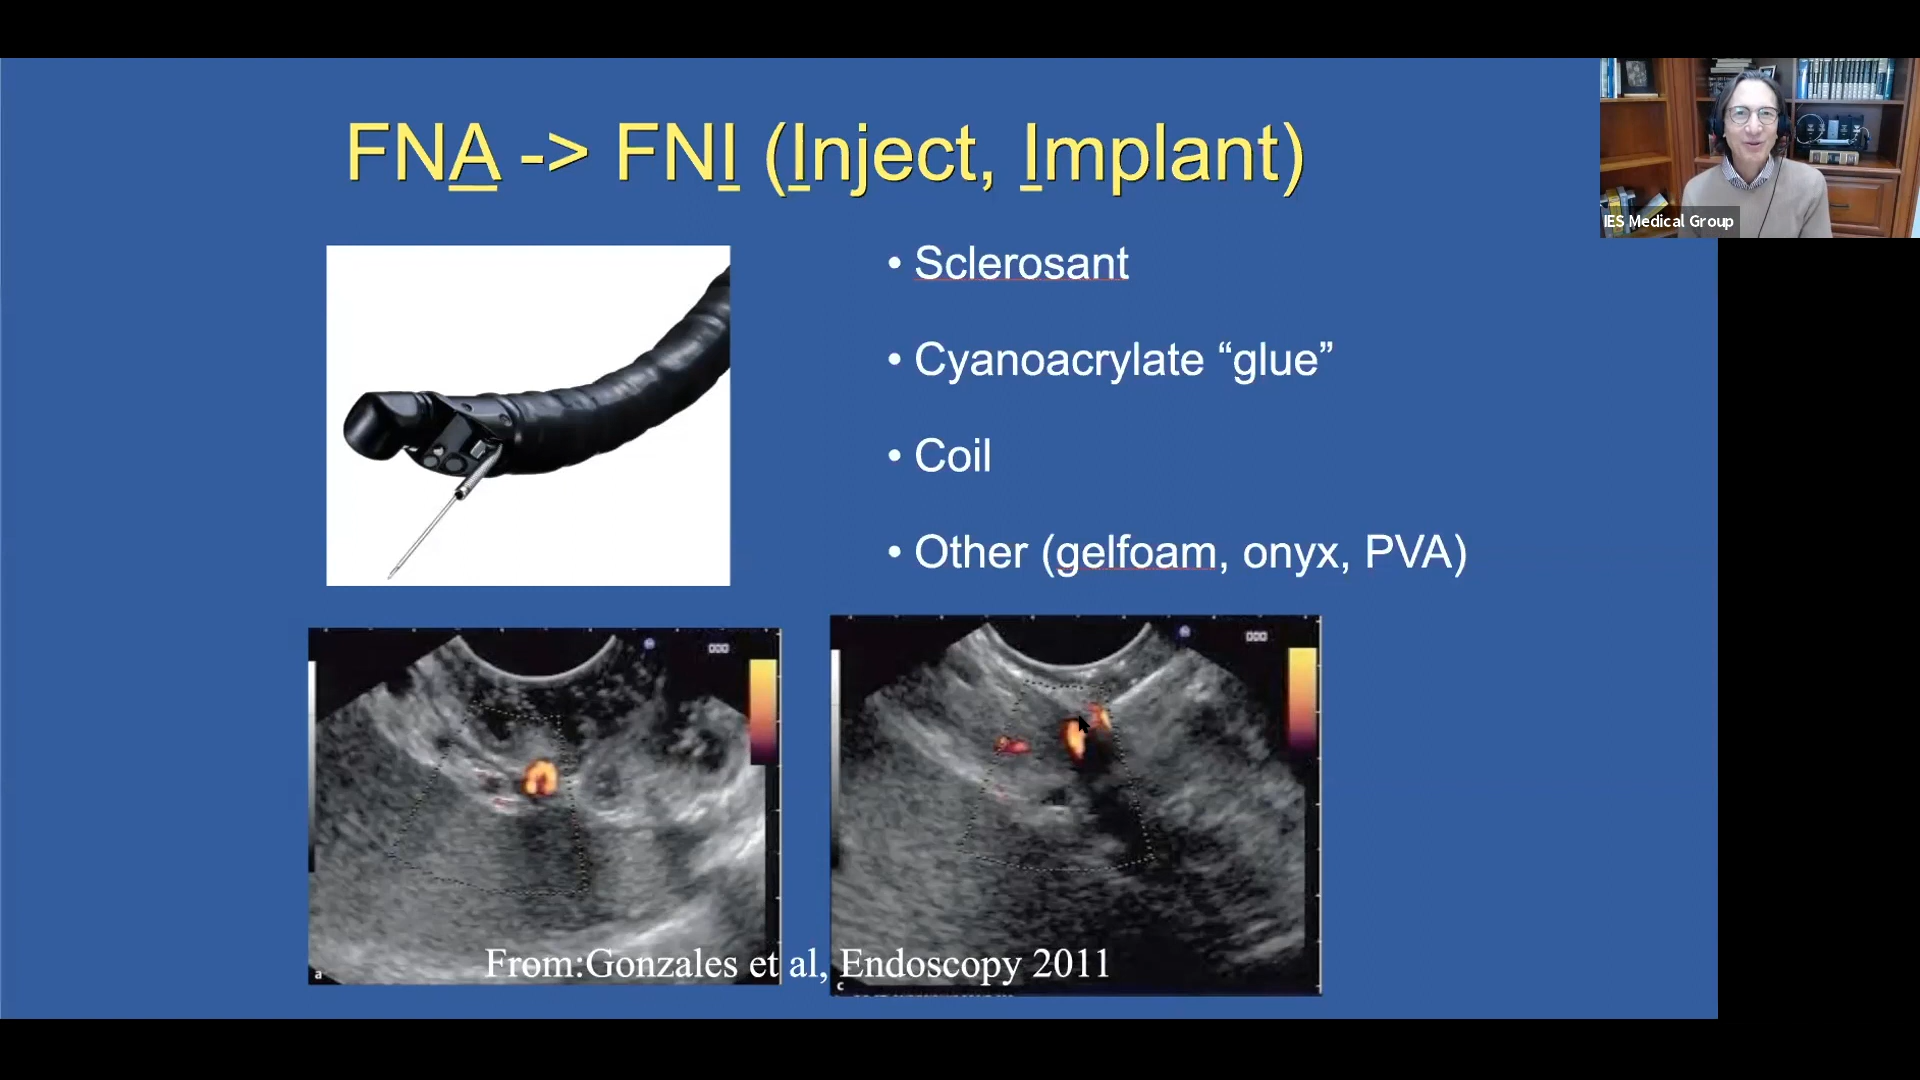 FNA -> FNI (Inject, Implant)
IES Medical Group
• Sclerosant
• Cyanoacrylate “glue”
• Coil
• Other (gelfoam, onyx, PVA)
From:Gonzales et al, Endoscopy 2011
a
c